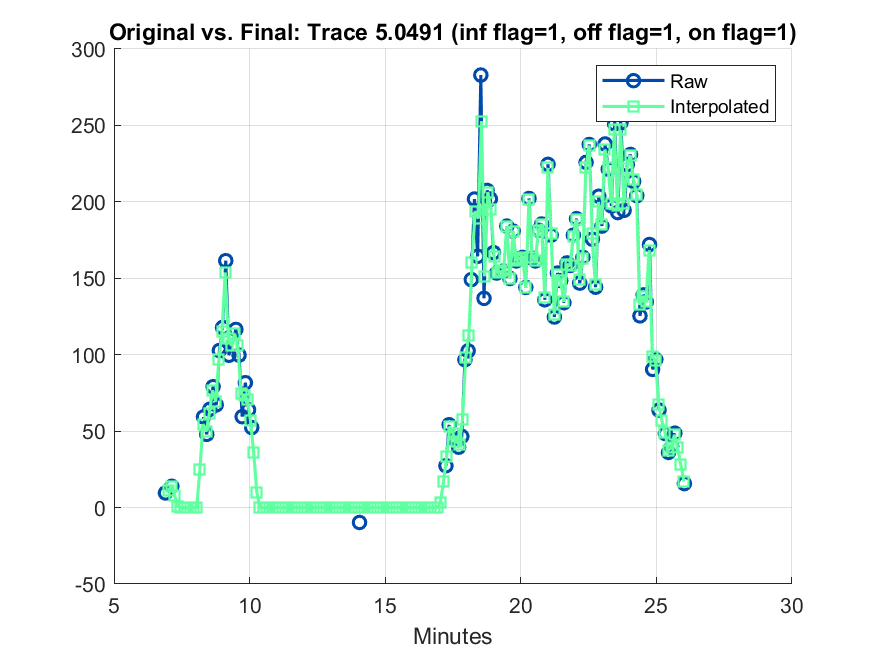 Original vs. Final: Trace 5.0491 (inf flag=1, off flag=1, on flag=1)
300
250
200
150
100
50
0
-50
Raw
Interpolated
5 10 15 20 25 30
Minutes